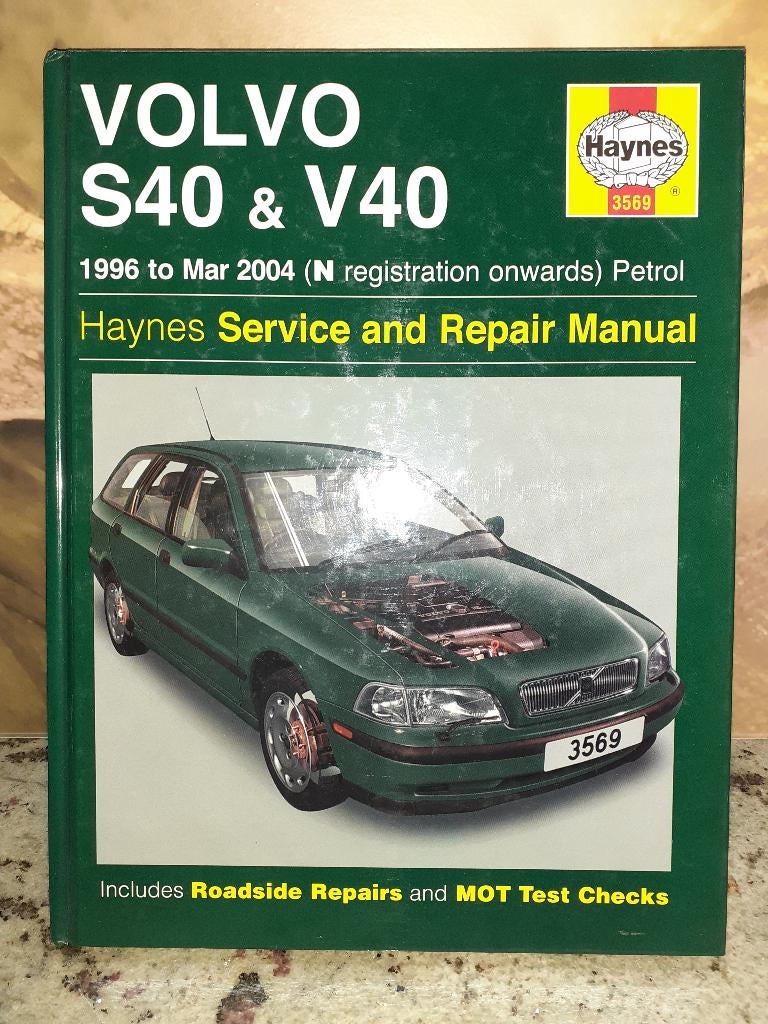 VOLVO
S40 & V40
Haynes
®
3569
1996 to Mar 2004 (N registration onwards) Petrol
Haynes Service and Repair Manual
3569
Includes Roadside Repairs and MOT Test Checks